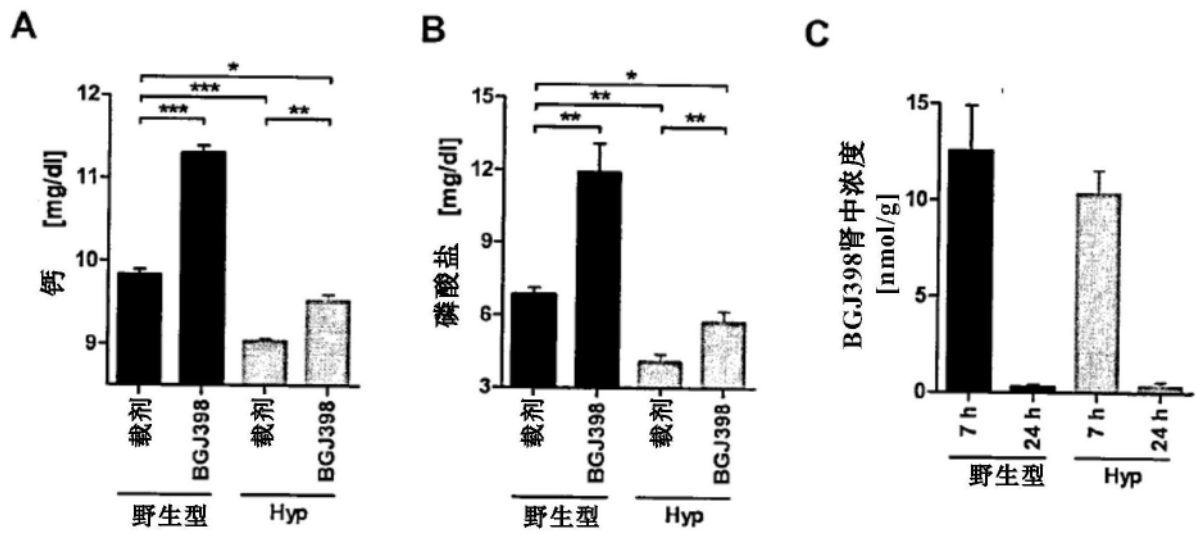 A
钙 [mg/dl]
12
11
10
9
*
***
***
**
载剂
BGJ398
载剂
BGJ398
野生型
Hyp
B
磷酸盐 [mg/dl]
15
12
9
6
3
*
**
**
**
载剂
BGJ398
载剂
BGJ398
野生型
Hyp
C
BGJ398肾中浓度
[nmol/g]
15
10
5
0
7 h
24 h
7 h
24 h
野生型
Hyp